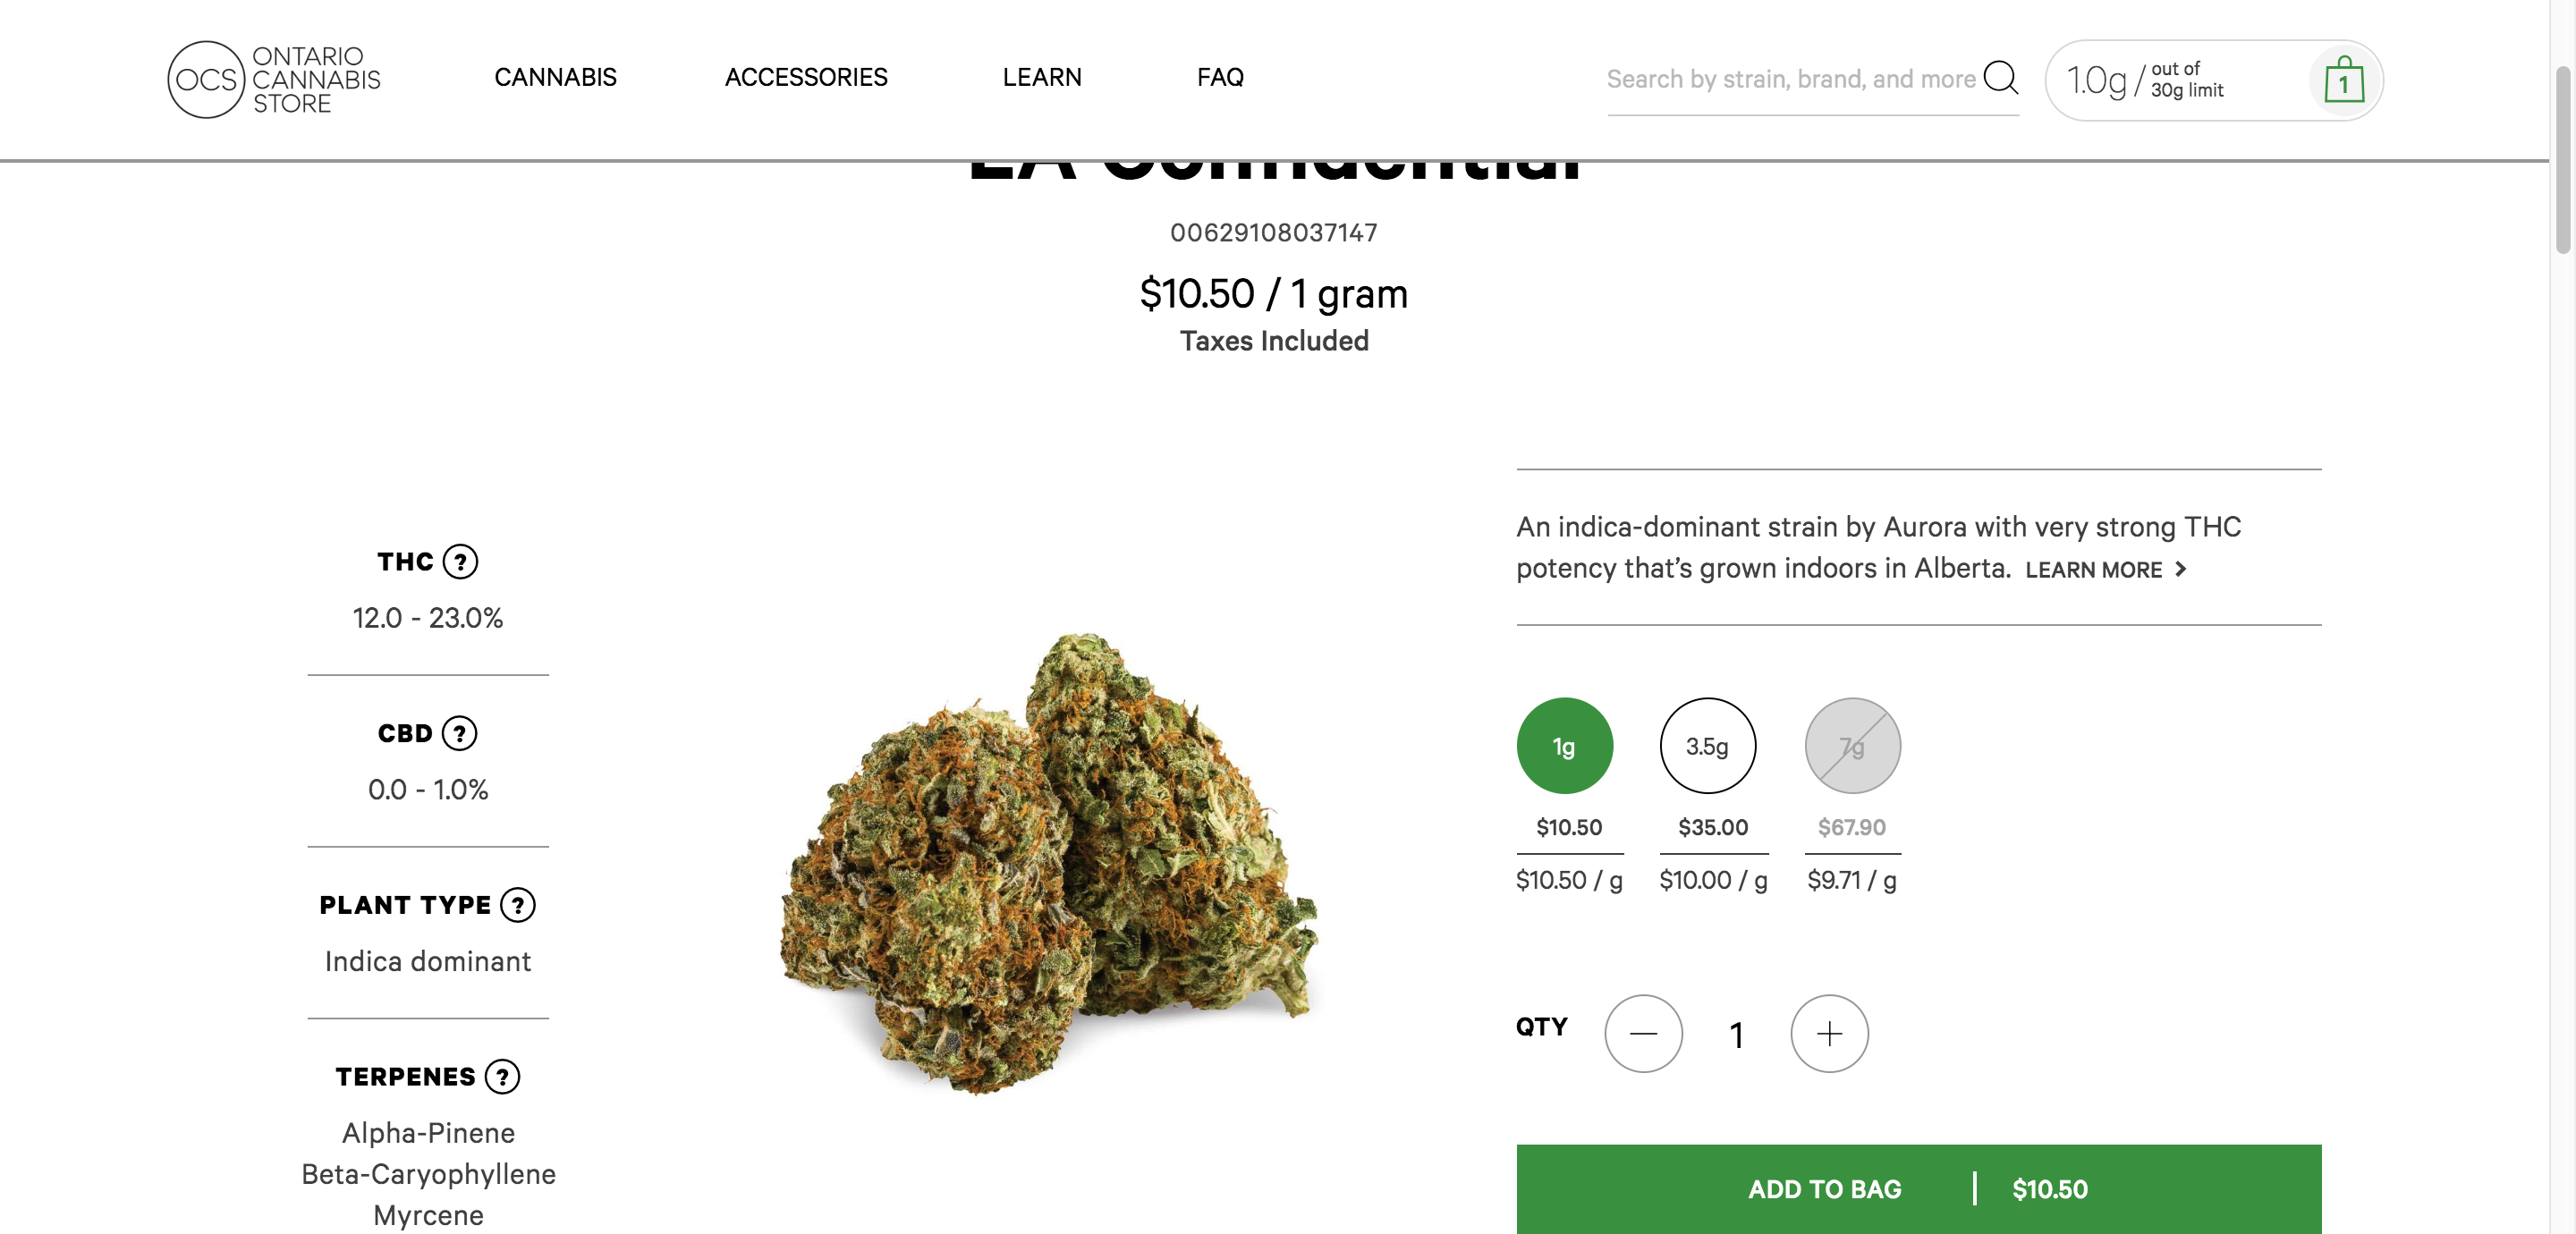 OCS
ONTARIO
CANNABIS
STORE
CANNABIS
ACCESSORIES
LEARN
FAQ
Search by strain, brand, and more
1.0g / out of
30g limit
1
LA Confidential
00629108037147
$10.50 / 1 gram
Taxes Included
THC ?
12.0 - 23.0%
CBD ?
0.0 - 1.0%
PLANT TYPE ?
Indica dominant
TERPENES ?
Alpha-Pinene
Beta-Caryophyllene
Myrcene
An indica-dominant strain by Aurora with very strong THC
potency that’s grown indoors in Alberta. LEARN MORE >
1g 3.5g 7g
$10.50 $35.00 $67.90
$10.50 / g $10.00 / g $9.71 / g
QTY − 1 +
ADD TO BAG | $10.50